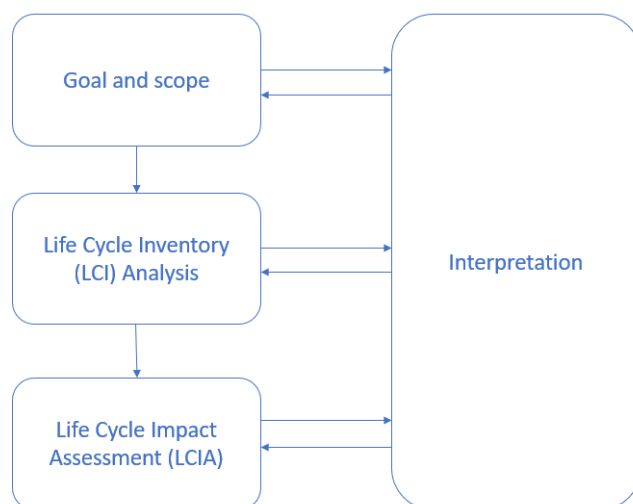 Goal and scope
Life Cycle Inventory
(LCI) Analysis
Interpretation
Life Cycle Impact
Assessment (LCIA)